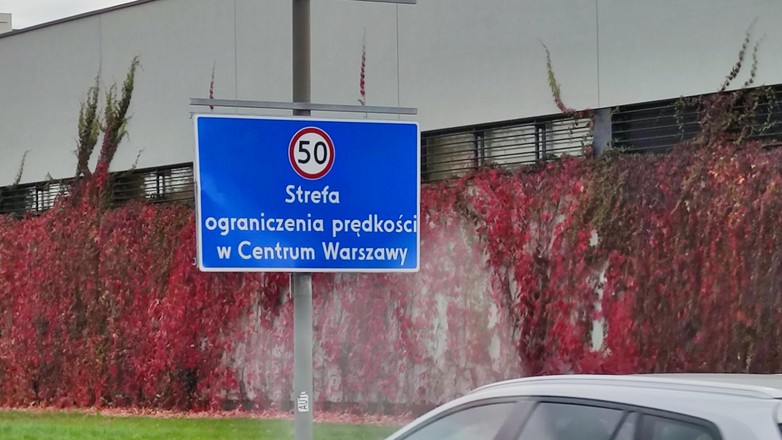 50
Strefa
ograniczenia prędkości
w Centrum Warszawy